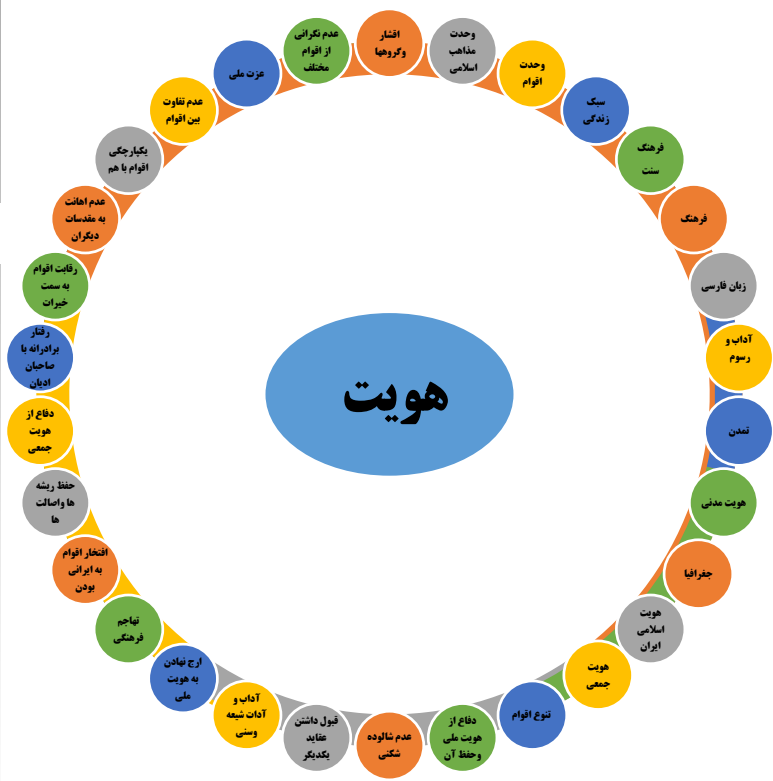 هویت
اقشار
وگروهها
وحدت
مذاهب
اسلامی
وحدت
اقوام
سبک
زندگی
فرهنگ
سنت
فرهنگ
زبان فارسی
آداب و
رسوم
تمدن
هویت مدنی
جغرافیا
هویت
اسلامی
ایران
هویت
جمعی
تنوع اقوام
دفاع از
هویت ملی
وحفظ آن
عدم شالوده
شکنی
قبول داشتن
عقاید
یکدیگر
آداب و
آدات شیعه
وسنی
ارج نهادن
به هویت
ملی
تهاجم
فرهنگی
افتخار اقوام
به ایرانی
بودن
حفظ ریشه
ها واصالت
ها
دفاع از
هویت
جمعی
رفتار
برادرانه با
صاحبان
ادیان
رقابت اقوام
به سمت
خیرات
عدم اهانت
به مقدسات
دیگران
یکپارچگی
اقوام با هم
عدم تفاوت
بین اقوام
عزت ملی
عدم نگرانی
از اقوام
مختلف